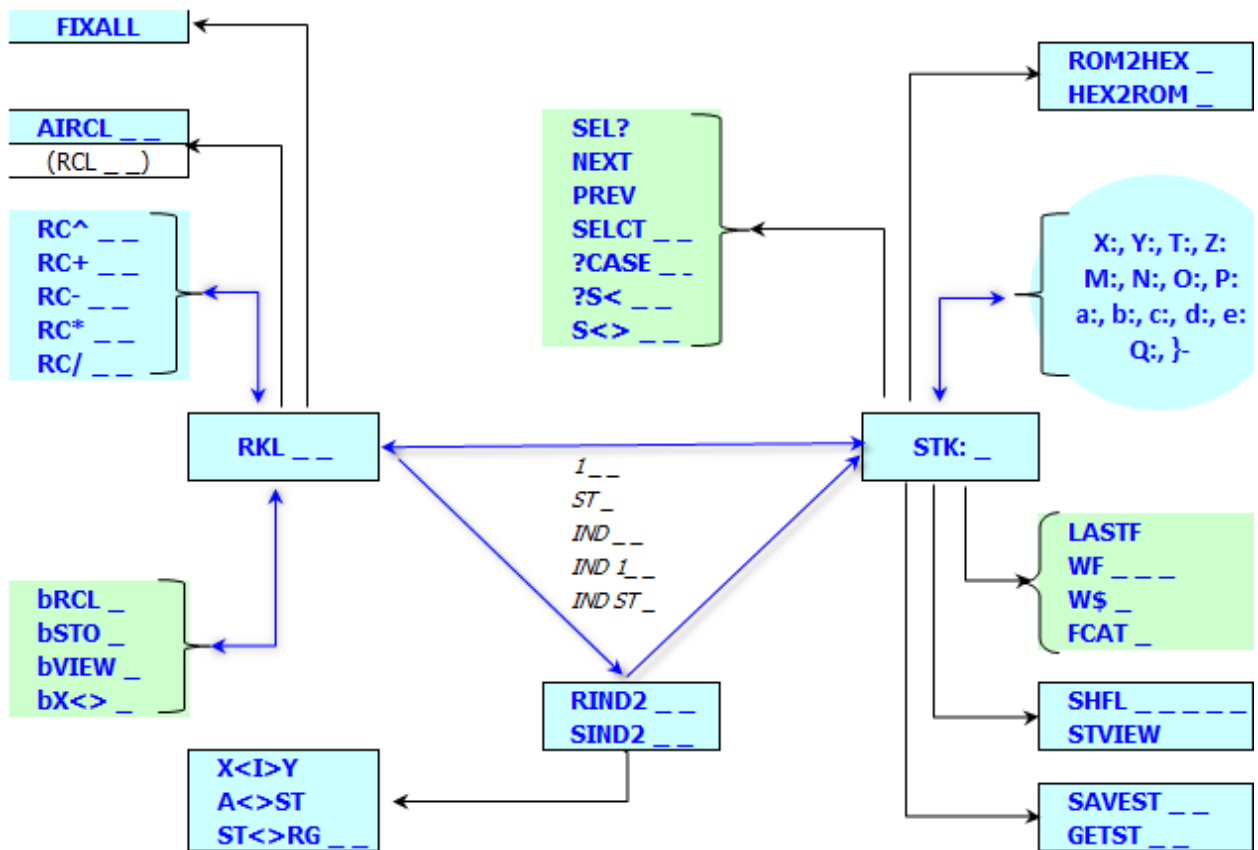 FIXALL
AIRCL _ _
(RCL _ _)
RC^ _ _
RC+ _ _
RC- _ _
RC* _ _
RC/ _ _
RKL _ _
bRCL _
bSTO _
bVIEW _
bX<> _
X<I>Y
A<>ST
ST<>RG _ _
SEL?
NEXT
PREV
SELCT _ _
?CASE _ _
?S< _ _
S<> _ _
1 _ _
ST _
IND _ _
IND 1_ _
IND ST _
RIND2 _ _
SIND2 _ _
ROM2HEX _
HEX2ROM _
X:, Y:, T:, Z:
M:, N:, O:, P:
a:, b:, c:, d:, e:
Q:, }-
STK: _
LASTF
WF _ _ _
W$ _
FCAT _
SHFL _ _ _ _ _
STVIEW
SAVEST _ _
GETST _ _